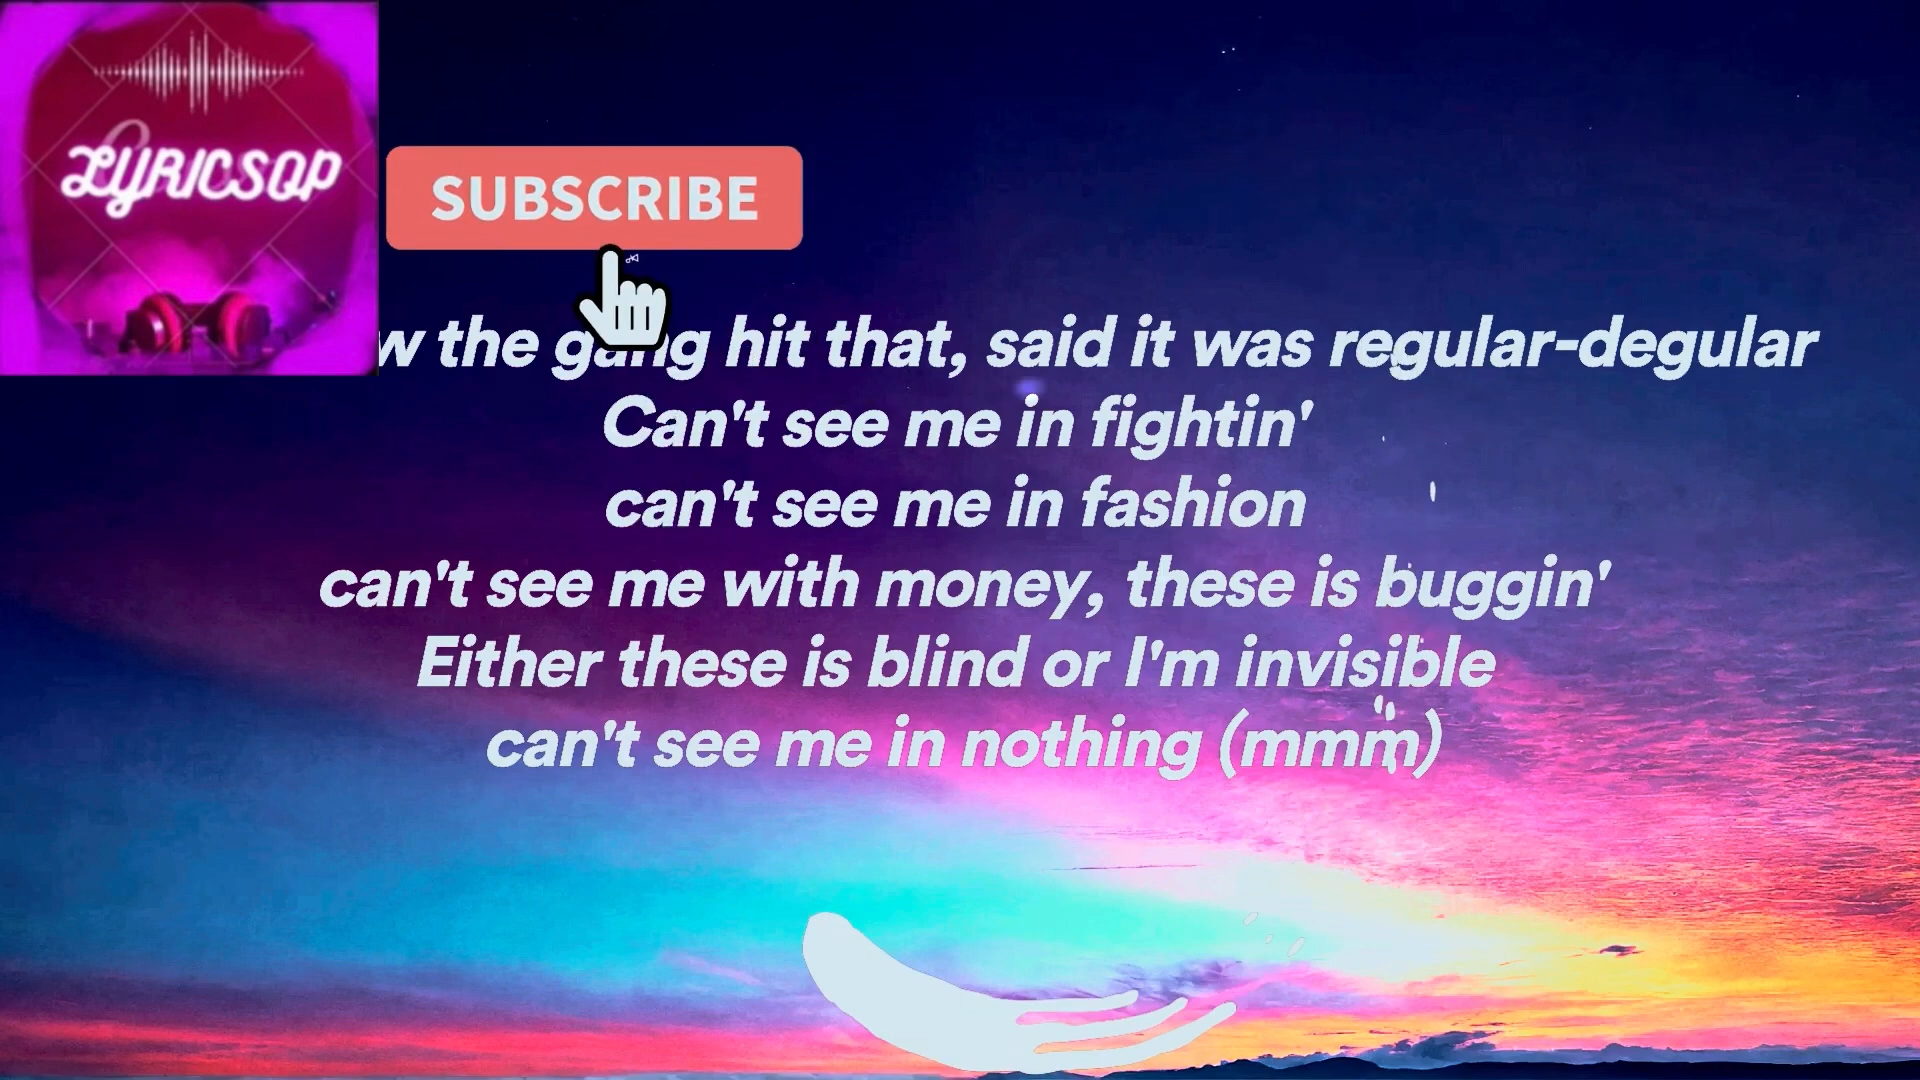 LYRICSOP
SUBSCRIBE
the gang hit that, said it was regular-degular
Can't see me in fightin'
can't see me in fashion
can't see me with money, these is buggin'
Either these is blind or I'm invisible
can't see me in nothing (mmm)